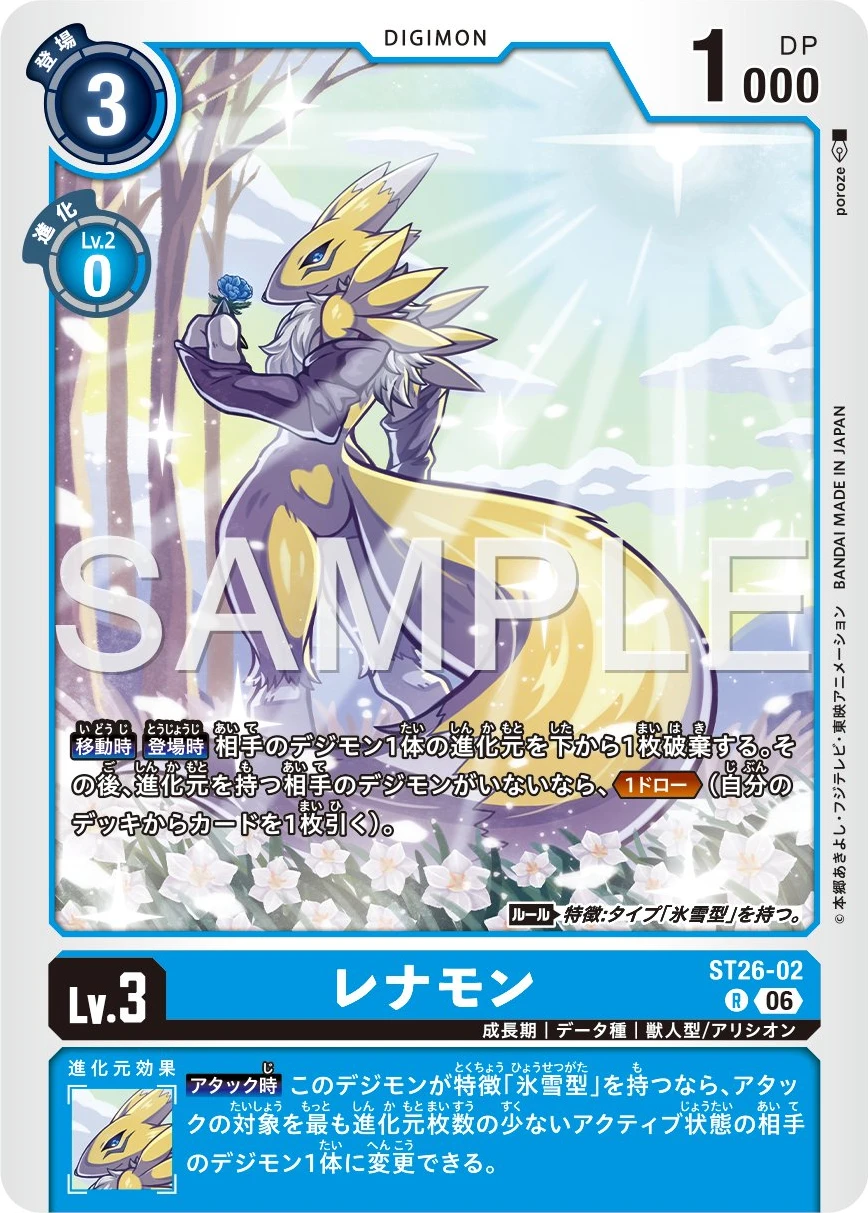 登場
3
DIGIMON
DP
1000
進化
Lv.2
0
poroze
BANDAI MADE IN JAPAN
©本郷あきよし・フジテレビ・東映アニメーション
SAMPLE
移動時 登場時 相手のデジモン1体の進化元を下から1枚破棄する。そ
の後、進化元を持つ相手のデジモンがいないなら、1ドロー(自分の
デッキからカードを1枚引く)。
ルール 特徴:タイプ「氷雪型」を持つ。
Lv.3
レナモン
ST26-02
R 06
成長期|データ種|獣人型/アリシオン
進化元効果
アタック時 このデジモンが特徴「氷雪型」を持つなら、アタッ
クの対象を最も進化元枚数の少ないアクティブ状態の相手
のデジモン1体に変更できる。